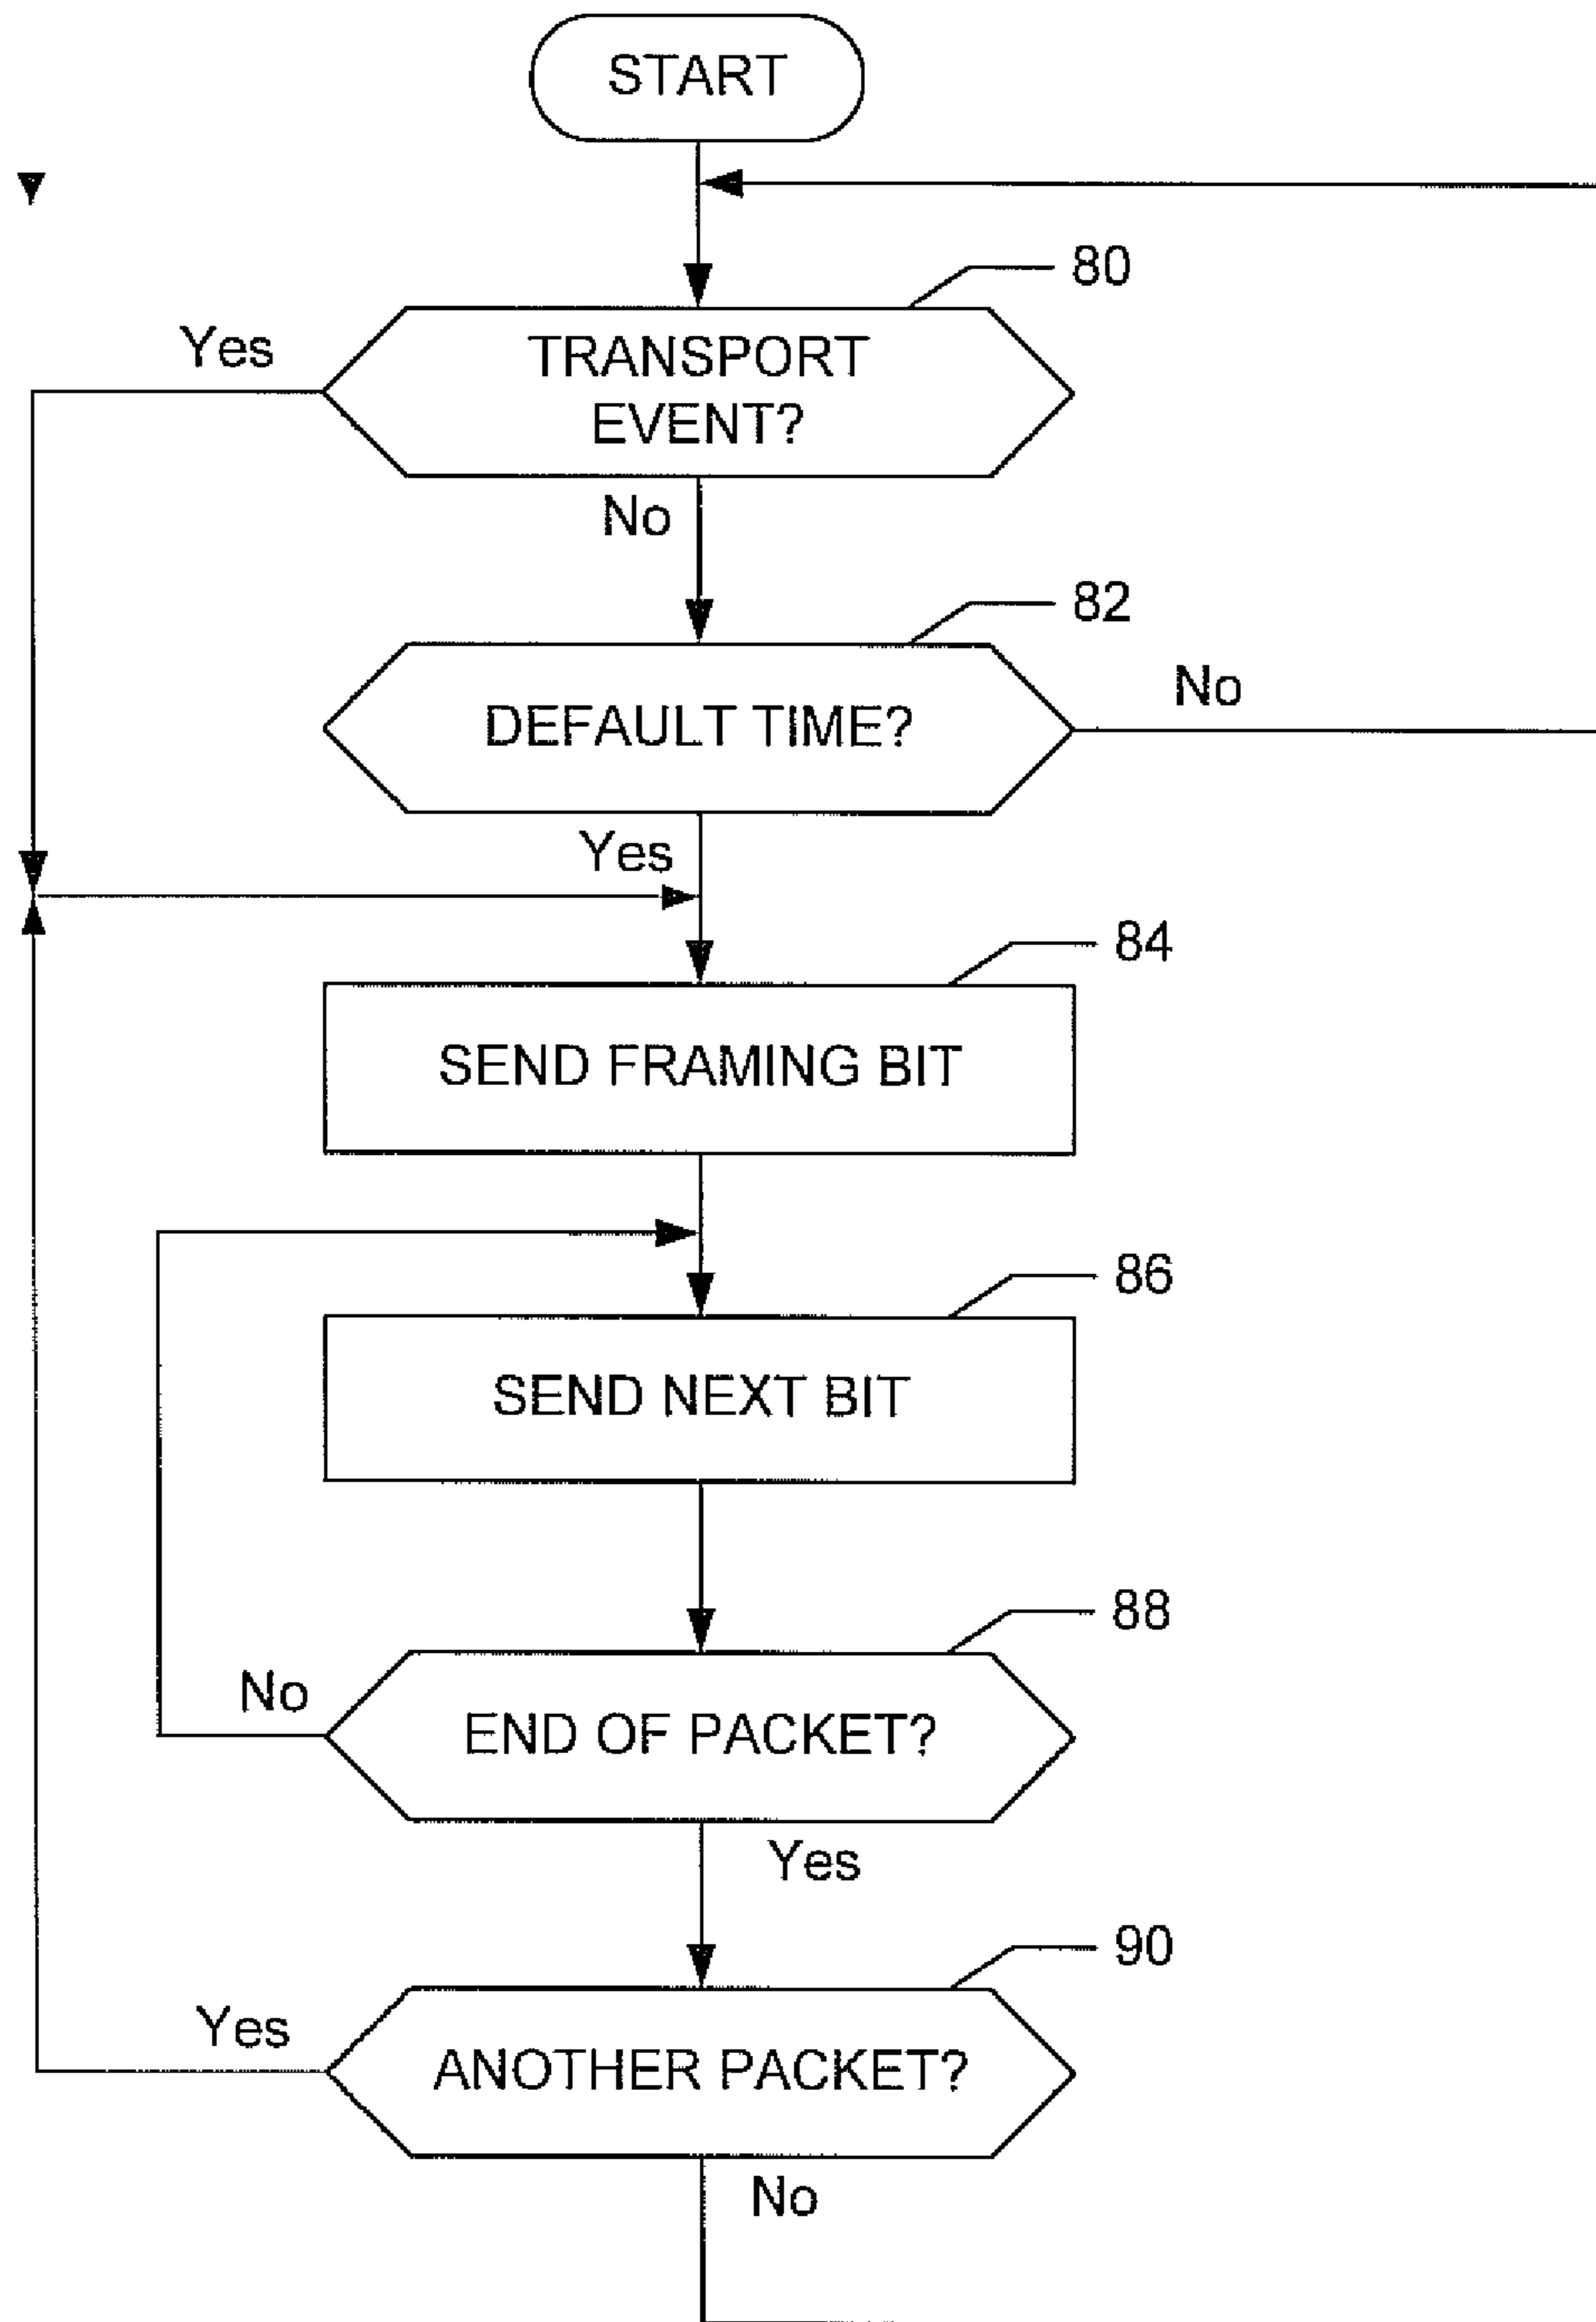 START
80
Yes
TRANSPORT
EVENT?
No
82
No
DEFAULT TIME?
Yes
84
SEND FRAMING BIT
86
SEND NEXT BIT
88
No
END OF PACKET?
Yes
90
Yes
ANOTHER PACKET?
No